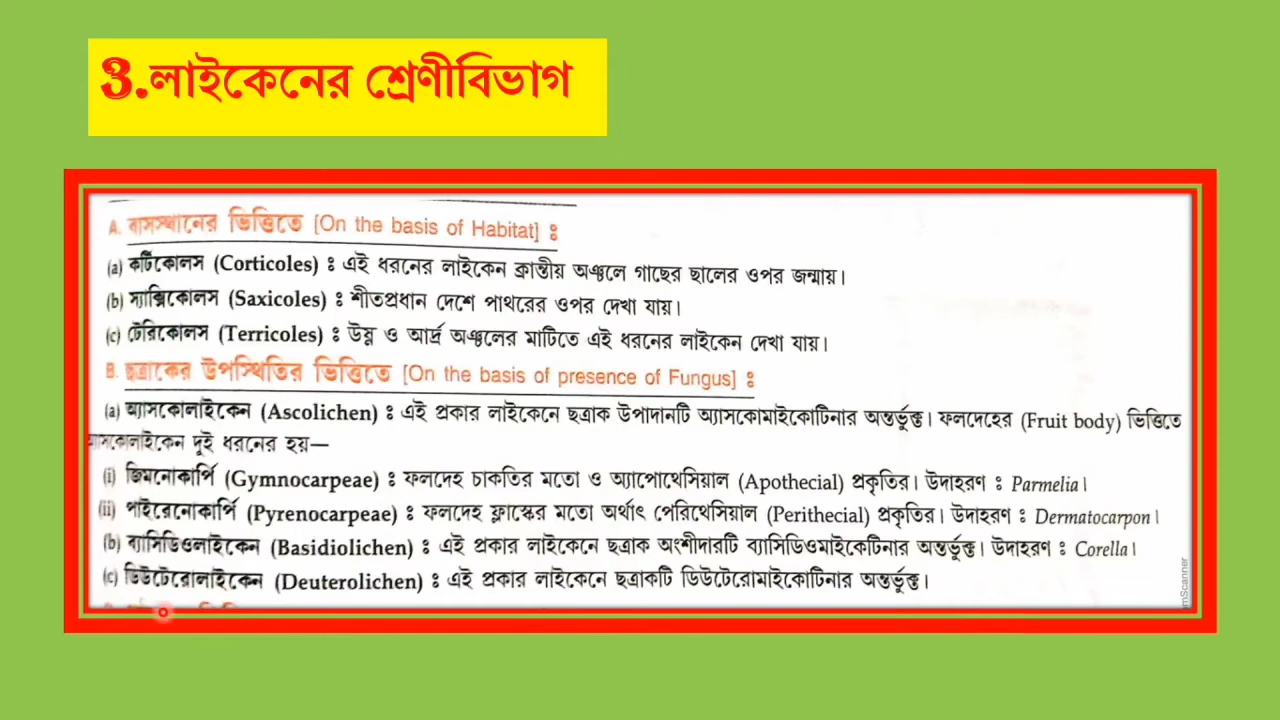 3.লাইকেনের শ্রেণীবিভাগ
A. বাসস্থানের ভিত্তিতে [On the basis of Habitat] ঃ
(a) কর্টিকোলস (Corticoles) ঃ এই ধরনের লাইকেন ক্রান্তীয় অঞ্চলে গাছের ছালের ওপর জন্মায়।
(b) স্যাক্সিকোলস (Saxicoles) ঃ শীতপ্রধান দেশে পাথরের ওপর দেখা যায়।
(c) টেরিকোলস (Terricoles) ঃ উষ্ণ ও আর্দ্র অঞ্চলের মাটিতে এই ধরনের লাইকেন দেখা যায়।
B. ছত্রাকের উপস্থিতির ভিত্তিতে [On the basis of presence of Fungus] ঃ
(a) অ্যাসকোলাইকেন (Ascolichen) ঃ এই প্রকার লাইকেনে ছত্রাক উপাদানটি অ্যাসকোমাইকোটিনার অন্তর্ভুক্ত। ফলদেহের (Fruit body) ভিত্তিতে
অ্যাসকোলাইকেন দুই ধরনের হয়—
(i) জিমনোকার্পি (Gymnocarpeae) ঃ ফলদেহ চাকতির মতো ও অ্যাপোথেসিয়াল (Apothecial) প্রকৃতির। উদাহরণ ঃ Parmelia।
(ii) পাইরেনোকার্পি (Pyrenocarpeae) ঃ ফলদেহ ফ্লাস্কের মতো অর্থাৎ পেরিথেসিয়াল (Perithecial) প্রকৃতির। উদাহরণ ঃ Dermatocarpon।
(b) ব্যাসিডিওলাইকেন (Basidiolichen) ঃ এই প্রকার লাইকেনে ছত্রাক অংশীদারটি ব্যাসিডিওমাইকোটিনার অন্তর্ভুক্ত। উদাহরণ ঃ Corella।
(c) ডিউটেরোলাইকেন (Deuterolichen) ঃ এই প্রকার লাইকেনে ছত্রাকটি ডিউটেরোমাইকোটিনার অন্তর্ভুক্ত।
amScanner